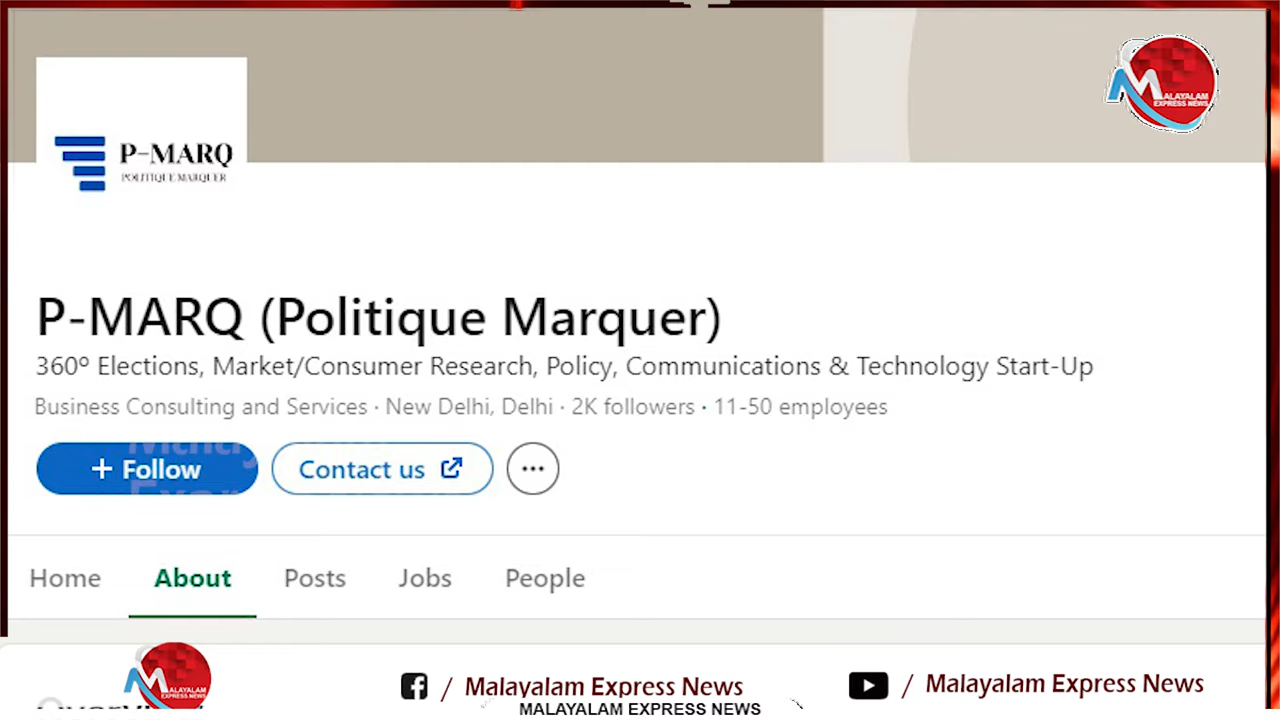 MALAYALAM
EXPRESS NEWS
P-MARQ
POLITIQUE MARQUER
P-MARQ (Politique Marquer)
360º Elections, Market/Consumer Research, Policy, Communications & Technology Start-Up
Business Consulting and Services · New Delhi, Delhi · 2K followers · 11-50 employees
+ Follow
Contact us
Home About Posts Jobs People
MALAYALAM
EXPRESS NEWS
/ Malayalam Express News
/ Malayalam Express News
MALAYALAM EXPRESS NEWS